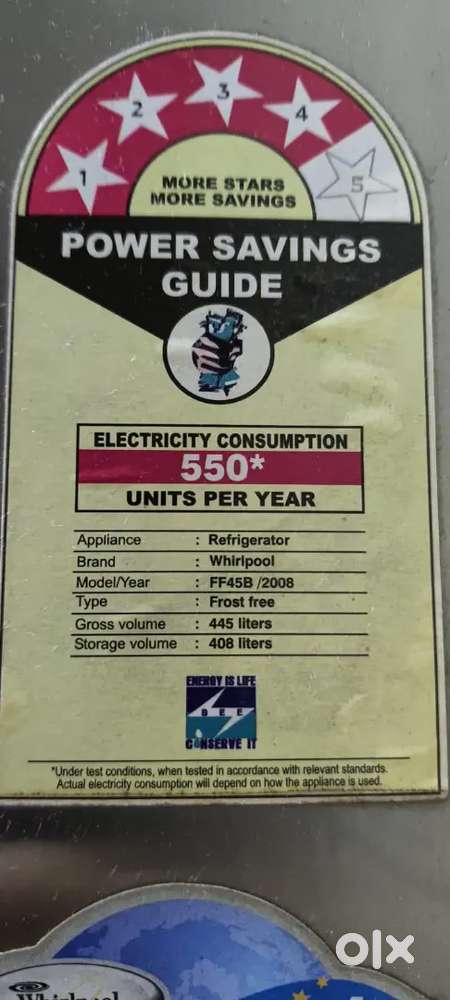 1 2 3 4 5
MORE STARS
MORE SAVINGS
POWER SAVINGS
GUIDE
ELECTRICITY CONSUMPTION
550*
UNITS PER YEAR
Appliance : Refrigerator
Brand : Whirlpool
Model/Year : FF45B /2008
Type : Frost free
Gross volume : 445 liters
Storage volume : 408 liters
ENERGY IS LIFE
BEE
CONSERVE IT
*Under test conditions, when tested in accordance with relevant standards.
Actual electricity consumption will depend on how the appliance is used.
Whirlpool
olx